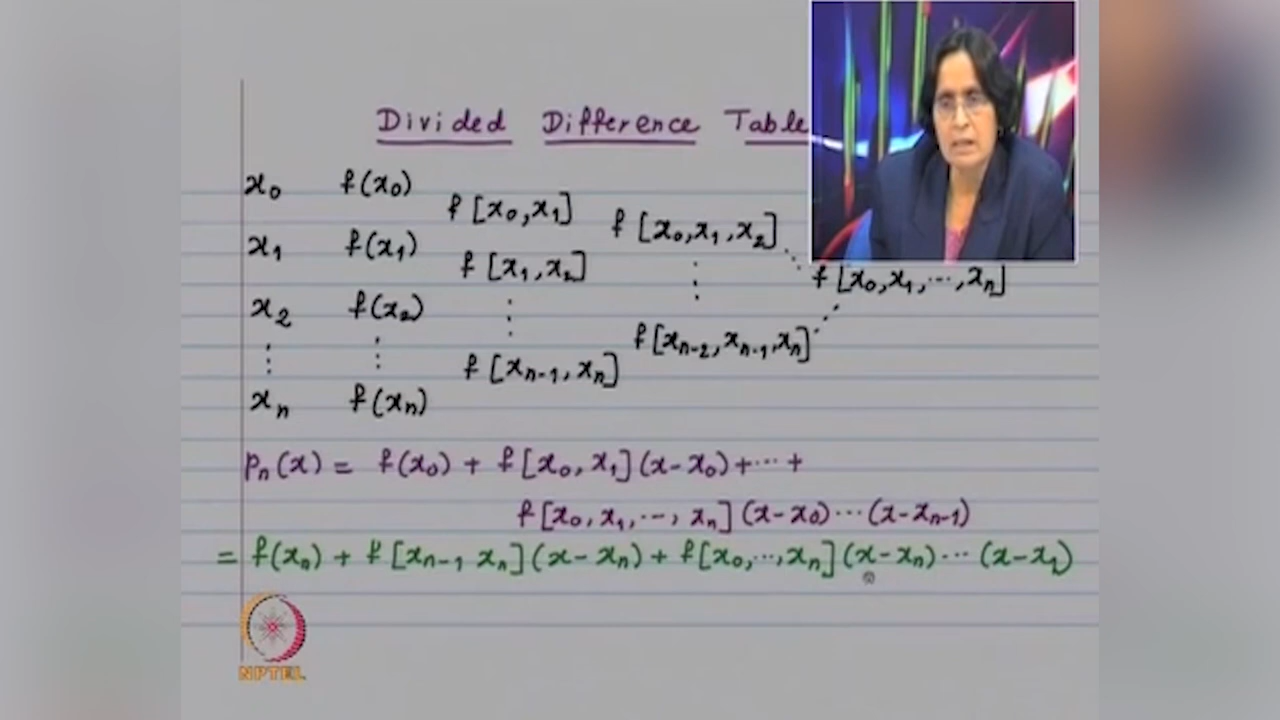 Divided Difference Table
x₀ f(x₀)
f[x₀,x₁]
f[x₀,x₁,x₂]
x₁ f(x₁)
f[x₁,x₂]
f[x₀,x₁,⋯,xₙ]
x₂ f(x₂)
⋮ ⋮ ⋮ ⋮
f[xₙ₋₂,xₙ₋₁,xₙ]
f[xₙ₋₁,xₙ]
xₙ f(xₙ)
pₙ(x) = f(x₀) + f[x₀,x₁](x-x₀)+⋯+
f[x₀,x₁,⋯,xₙ](x-x₀)⋯(x-xₙ₋₁)
= f(xₙ) + f[xₙ₋₁ xₙ](x-xₙ) + f[x₀,⋯,xₙ](x-xₙ)⋯(x-x₁)
NPTEL